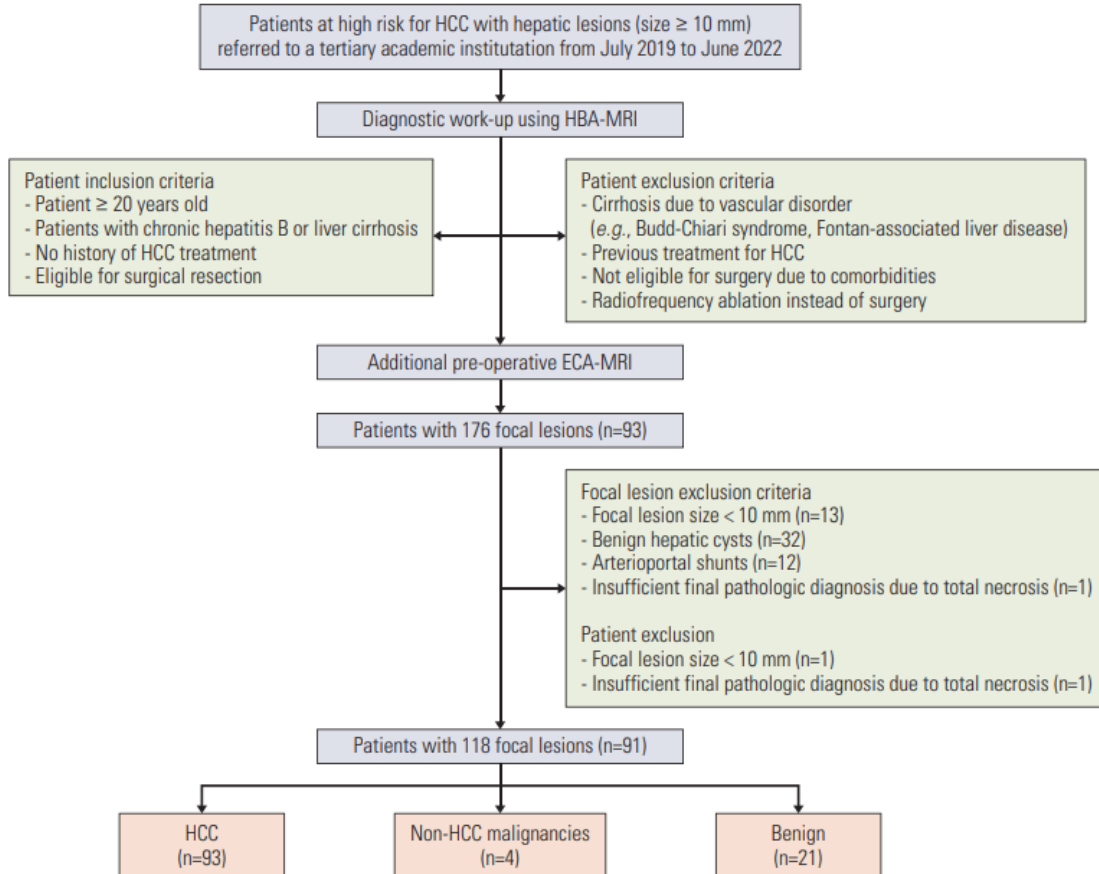 Patients at high risk for HCC with hepatic lesions (size ≥ 10 mm)
referred to a tertiary academic institutation from July 2019 to June 2022
Diagnostic work-up using HBA-MRI
Patient inclusion criteria
- Patient ≥ 20 years old
- Patients with chronic hepatitis B or liver cirrhosis
- No history of HCC treatment
- Eligible for surgical resection
Patient exclusion criteria
- Cirrhosis due to vascular disorder
(e.g., Budd-Chiari syndrome, Fontan-associated liver disease)
- Previous treatment for HCC
- Not eligible for surgery due to comorbidities
- Radiofrequency ablation instead of surgery
Additional pre-operative ECA-MRI
Patients with 176 focal lesions (n=93)
Focal lesion exclusion criteria
- Focal lesion size < 10 mm (n=13)
- Benign hepatic cysts (n=32)
- Arterioportal shunts (n=12)
- Insufficient final pathologic diagnosis due to total necrosis (n=1)
Patient exclusion
- Focal lesion size < 10 mm (n=1)
- Insufficient final pathologic diagnosis due to total necrosis (n=1)
Patients with 118 focal lesions (n=91)
HCC
(n=93)
Non-HCC malignancies
(n=4)
Benign
(n=21)